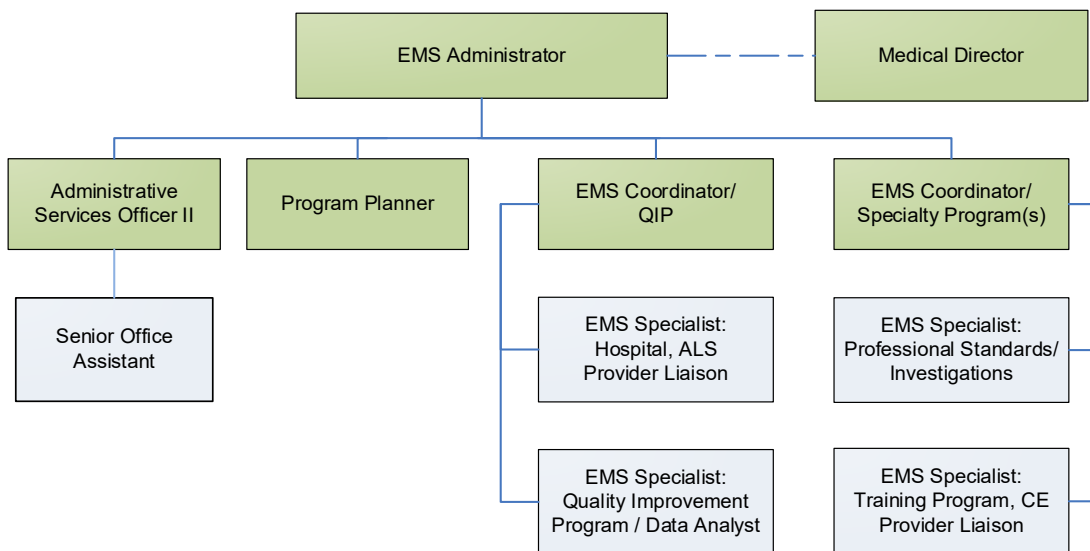 EMS Administrator
Medical Director
Administrative
Services Officer II
Program Planner
EMS Coordinator/
QIP
EMS Coordinator/
Specialty Program(s)
Senior Office
Assistant
EMS Specialist:
Hospital, ALS
Provider Liaison
EMS Specialist:
Professional Standards/
Investigations
EMS Specialist:
Quality Improvement
Program / Data Analyst
EMS Specialist:
Training Program, CE
Provider Liaison